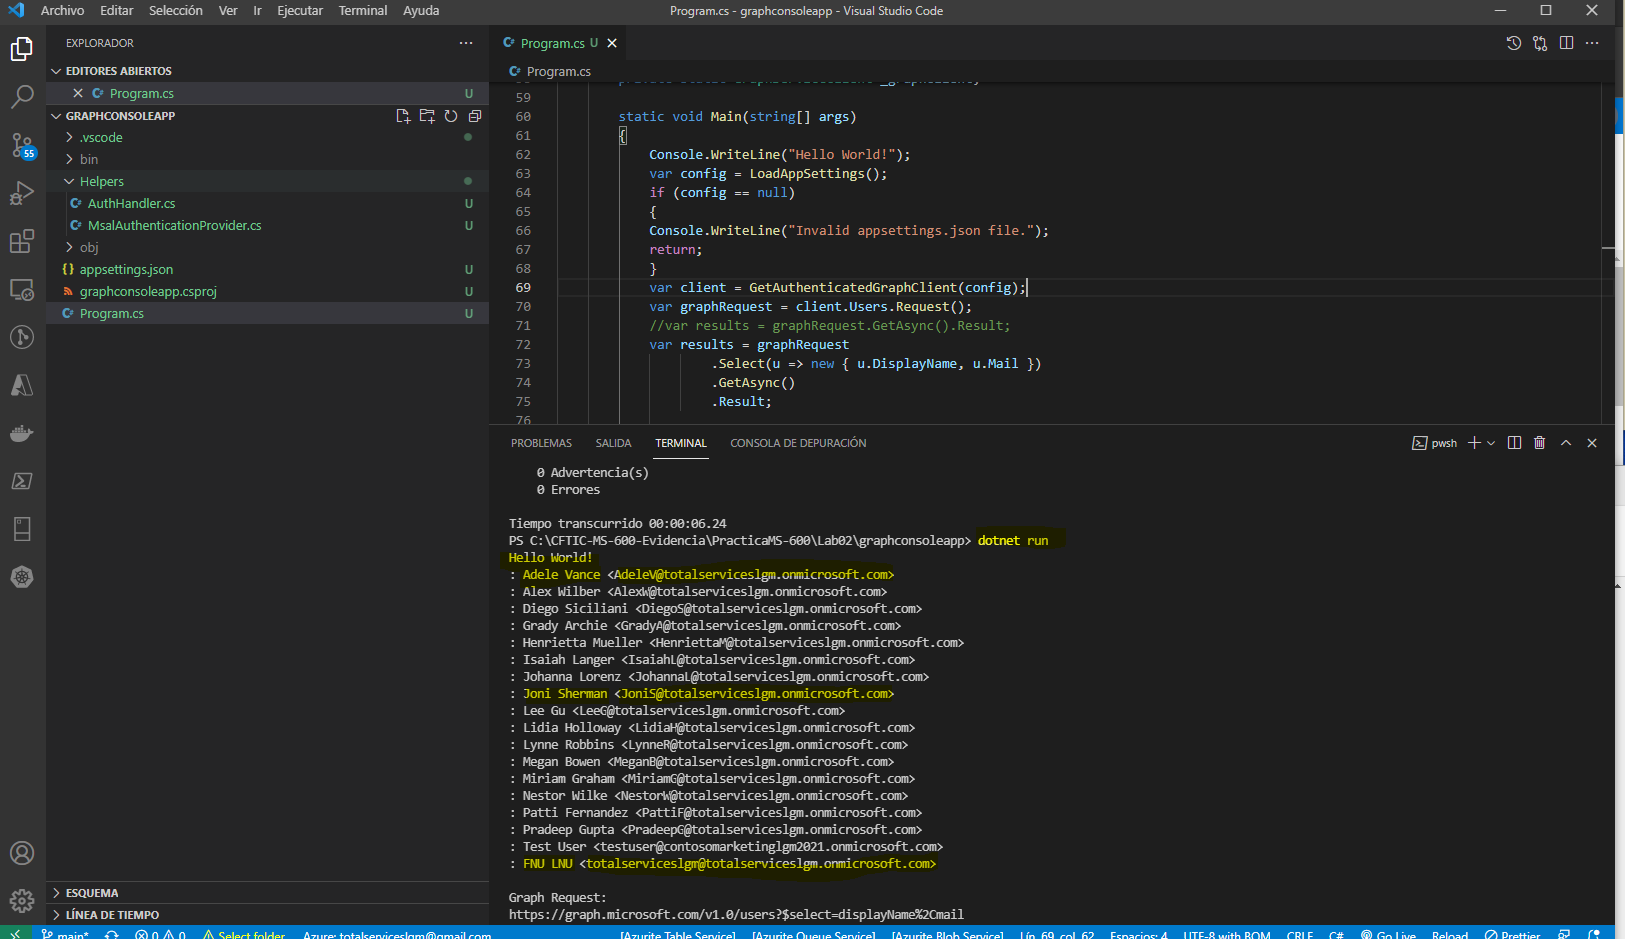 Archivo Editar Selección Ver Ir Ejecutar Terminal Ayuda
Program.cs - graphconsoleapp - Visual Studio Code
EXPLORADOR
EDITORES ABIERTOS
Program.cs U
GRAPHCONSOLEAPP
.vscode
bin
Helpers
AuthHandler.cs U
MsalAuthenticationProvider.cs U
obj
appsettings.json U
graphconsoleapp.csproj U
Program.cs U
55
ESQUEMA
LÍNEA DE TIEMPO
Program.cs U
Program.cs
59
60 static void Main(string[] args)
61 {
62 Console.WriteLine("Hello World!");
63 var config = LoadAppSettings();
64 if (config == null)
65 {
66 Console.WriteLine("Invalid appsettings.json file.");
67 return;
68 }
69 var client = GetAuthenticatedGraphClient(config);
70 var graphRequest = client.Users.Request();
71 //var results = graphRequest.GetAsync().Result;
72 var results = graphRequest
73 .Select(u => new { u.DisplayName, u.Mail })
74 .GetAsync()
75 .Result;
76
PROBLEMAS SALIDA TERMINAL CONSOLA DE DEPURACIÓN
pwsh
0 Advertencia(s)
0 Errores
Tiempo transcurrido 00:00:06.24
PS C:\CFTIC-MS-600-Evidencia\PracticaMS-600\Lab02\graphconsoleapp> dotnet run
Hello World!
: Adele Vance <AdeleV@totalserviceslgm.onmicrosoft.com>
: Alex Wilber <AlexW@totalserviceslgm.onmicrosoft.com>
: Diego Siciliani <DiegoS@totalserviceslgm.onmicrosoft.com>
: Grady Archie <GradyA@totalserviceslgm.onmicrosoft.com>
: Henrietta Mueller <HenriettaM@totalserviceslgm.onmicrosoft.com>
: Isaiah Langer <IsaiahL@totalserviceslgm.onmicrosoft.com>
: Johanna Lorenz <JohannaL@totalserviceslgm.onmicrosoft.com>
: Joni Sherman <JoniS@totalserviceslgm.onmicrosoft.com>
: Lee Gu <LeeG@totalserviceslgm.onmicrosoft.com>
: Lidia Holloway <LidiaH@totalserviceslgm.onmicrosoft.com>
: Lynne Robbins <LynneR@totalserviceslgm.onmicrosoft.com>
: Megan Bowen <MeganB@totalserviceslgm.onmicrosoft.com>
: Miriam Graham <MiriamG@totalserviceslgm.onmicrosoft.com>
: Nestor Wilke <NestorW@totalserviceslgm.onmicrosoft.com>
: Patti Fernandez <PattiF@totalserviceslgm.onmicrosoft.com>
: Pradeep Gupta <PradeepG@totalserviceslgm.onmicrosoft.com>
: Test User <testuser@contosomarketinglgm2021.onmicrosoft.com>
: FNU LNU <totalserviceslgm@totalserviceslgm.onmicrosoft.com>
Graph Request:
https://graph.microsoft.com/v1.0/users?$select=displayName%2Cmail
main* 0 0 Select folder Azure: totalserviceslgm@gmail.com [Azurite Table Service] [Azurite Queue Service] [Azurite Blob Service] Lín. 69, col. 62 Espacios: 4 UTF-8 with BOM CRLF C# Go Live Reload Prettier